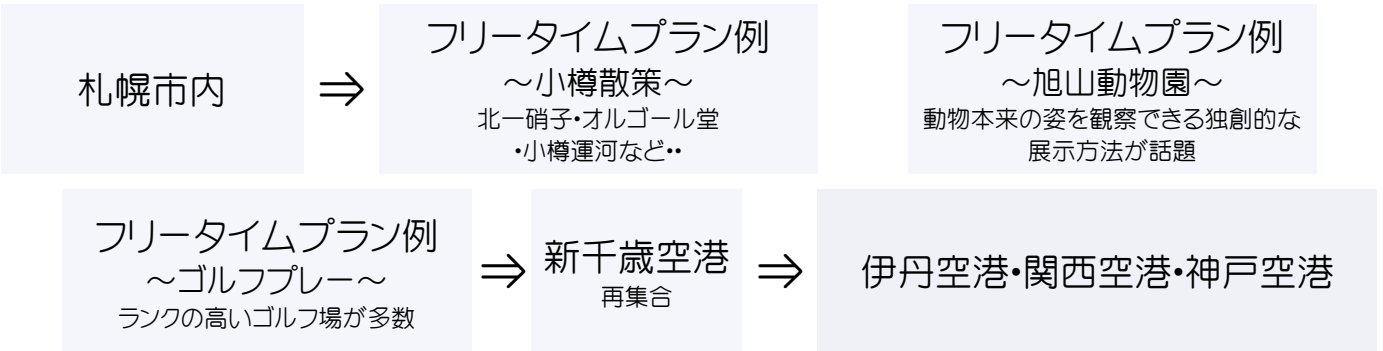 札幌市内
⇒
フリータイムプラン例
～小樽散策～
北一硝子・オルゴール堂
・小樽運河など・・
フリータイムプラン例
～旭山動物園～
動物本来の姿を観察できる独創的な
展示方法が話題
フリータイムプラン例
～ゴルフプレー～
ランクの高いゴルフ場が多数
⇒
新千歳空港
再集合
⇒
伊丹空港・関西空港・神戸空港